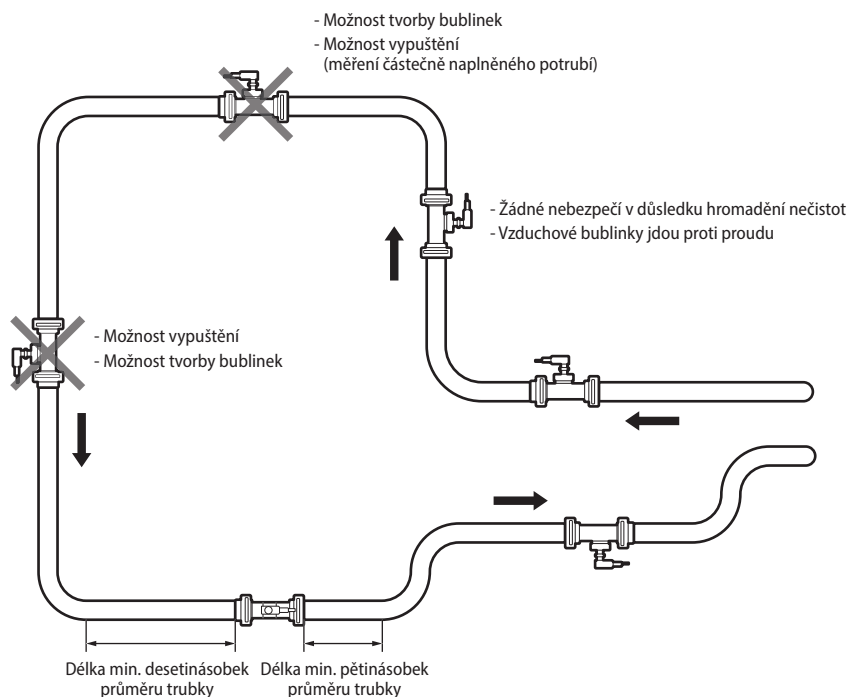 - Možnost tvorby bublinek
- Možnost vypuštění
(měření částečně naplněného potrubí)
- Žádné nebezpečí v důsledku hromadění nečistot
- Vzduchové bublinky jdou proti proudu
- Možnost vypuštění
- Možnost tvorby bublinek
Délka min. desetinásobek
průměru trubky
Délka min. pětinásobek
průměru trubky